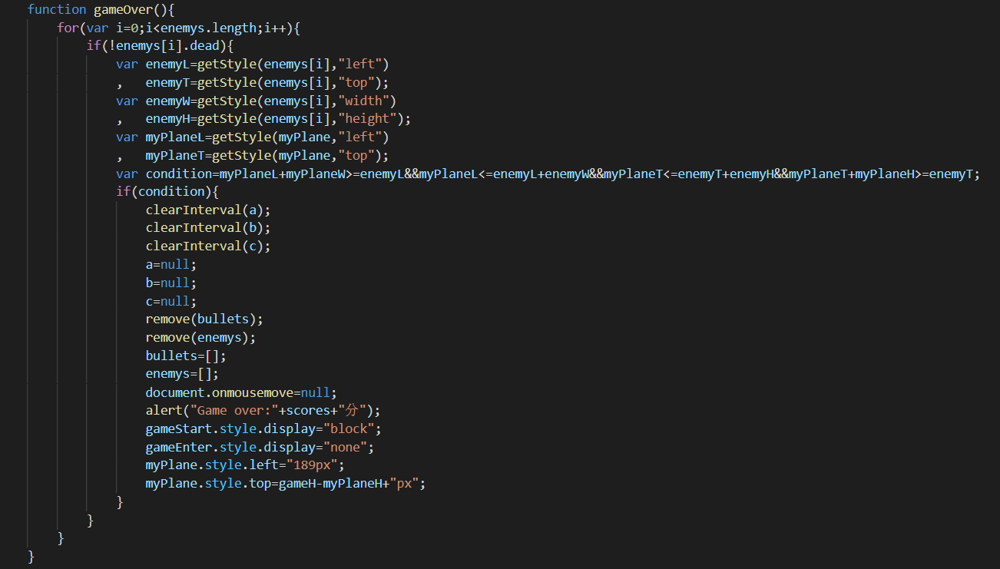 function gameOver(){
    for(var i=0;i<enemys.length;i++){
        if(!enemys[i].dead){
            var enemyL=getStyle(enemys[i],"left")
            ,   enemyT=getStyle(enemys[i],"top");
            var enemyW=getStyle(enemys[i],"width")
            ,   enemyH=getStyle(enemys[i],"height");
            var myPlaneL=getStyle(myPlane,"left")
            ,   myPlaneT=getStyle(myPlane,"top");
            var condition=myPlaneL+myPlaneW>=enemyL&&myPlaneL<=enemyL+enemyW&&myPlaneT<=enemyT+enemyH&&myPlaneT+myPlaneH>=enemyT;
            if(condition){
                clearInterval(a);
                clearInterval(b);
                clearInterval(c);
                a=null;
                b=null;
                c=null;
                remove(bullets);
                remove(enemys);
                bullets=[];
                enemys=[];
                document.onmousemove=null;
                alert("Game over:"+scores+"分");
                gameStart.style.display="block";
                gameEnter.style.display="none";
                myPlane.style.left="189px";
                myPlane.style.top=gameH-myPlaneH+"px";
            }
        }
    }
}